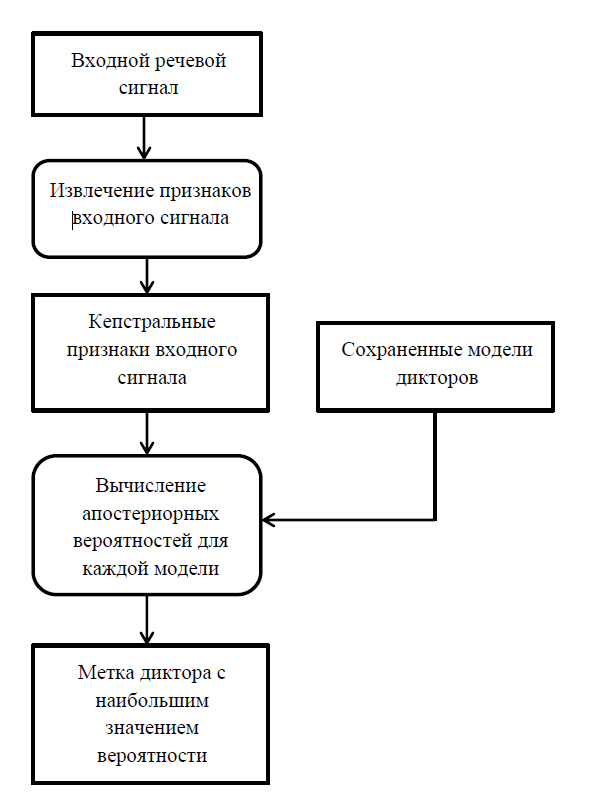 Входной речевой
сигнал
Извлечение признаков
входного сигнала
Кепстральные
признаки входного
сигнала
Сохраненные модели
дикторов
Вычисление
апостериорных
вероятностей для
каждой модели
Метка диктора с
наибольшим
значением
вероятности